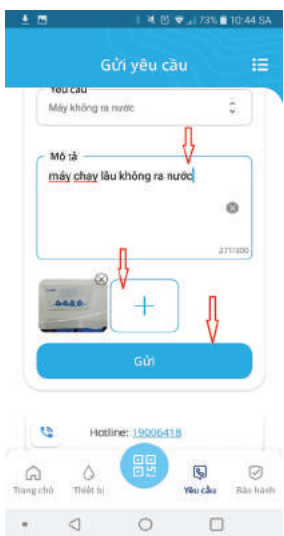 73% 10:44 SA
Gửi yêu cầu
Yêu cầu
Máy không ra nước
Mô tả
máy chạy lâu không ra nước
271/300
Gửi
Hotline: 19006418
Trang chủ
Thiết bị
Yêu cầu
Bảo hành